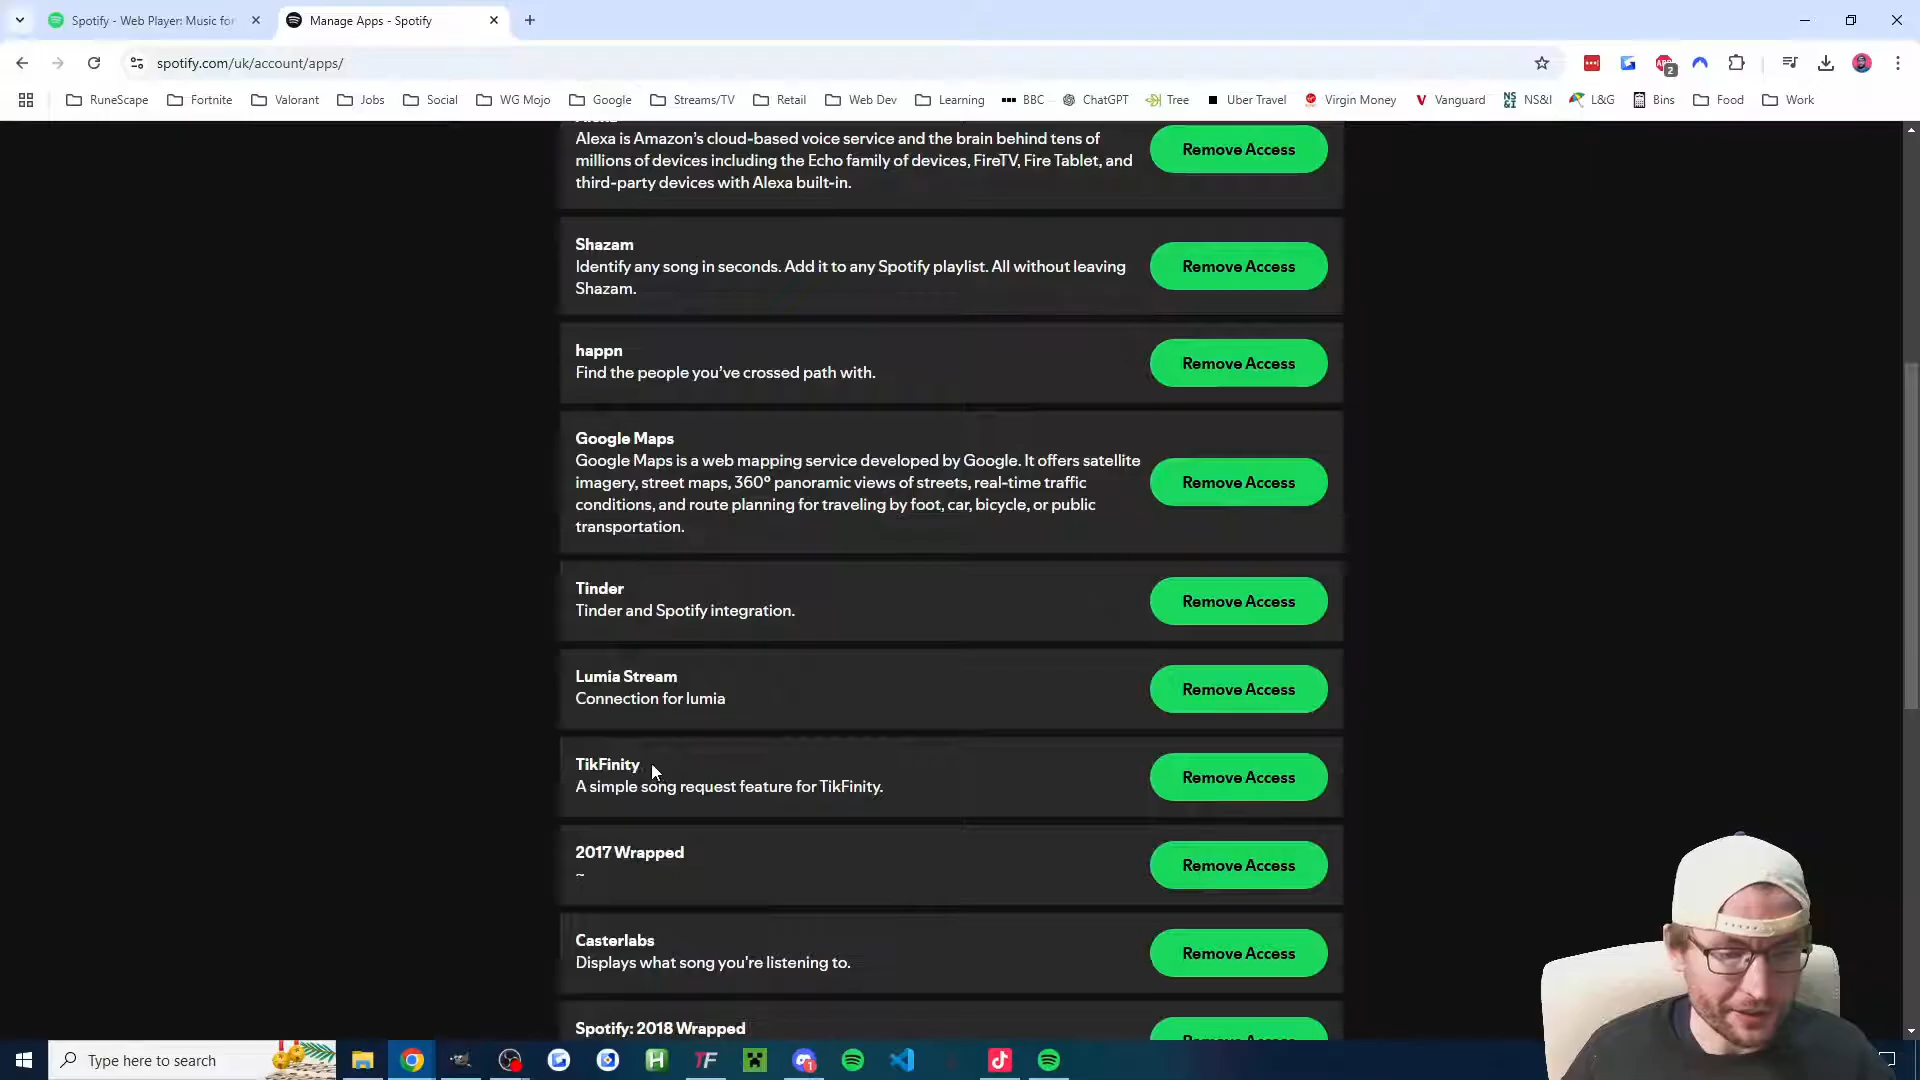 Spotify - Web Player: Music for
Manage Apps - Spotify
spotify.com/uk/account/apps/
2
RuneScape
Fortnite
Valorant
Jobs
Social
WG Mojo
Google
Streams/TV
Retail
Web Dev
Learning
BBC
ChatGPT
Tree
Uber Travel
Virgin Money
Vanguard
NS&I
L&G
Bins
Food
Work
Alexa is Amazon's cloud-based voice service and the brain behind tens of
millions of devices including the Echo family of devices, FireTV, Fire Tablet, and
third-party devices with Alexa built-in.
Remove Access
Shazam
Identify any song in seconds. Add it to any Spotify playlist. All without leaving
Shazam.
Remove Access
happn
Find the people you've crossed path with.
Remove Access
Google Maps
Google Maps is a web mapping service developed by Google. It offers satellite
imagery, street maps, 360° panoramic views of streets, real-time traffic
conditions, and route planning for traveling by foot, car, bicycle, or public
transportation.
Remove Access
Tinder
Tinder and Spotify integration.
Remove Access
Lumia Stream
Connection for lumia
Remove Access
TikFinity
A simple song request feature for TikFinity.
Remove Access
2017 Wrapped
~
Remove Access
Casterlabs
Displays what song you're listening to.
Remove Access
Spotify: 2018 Wrapped
Type here to search